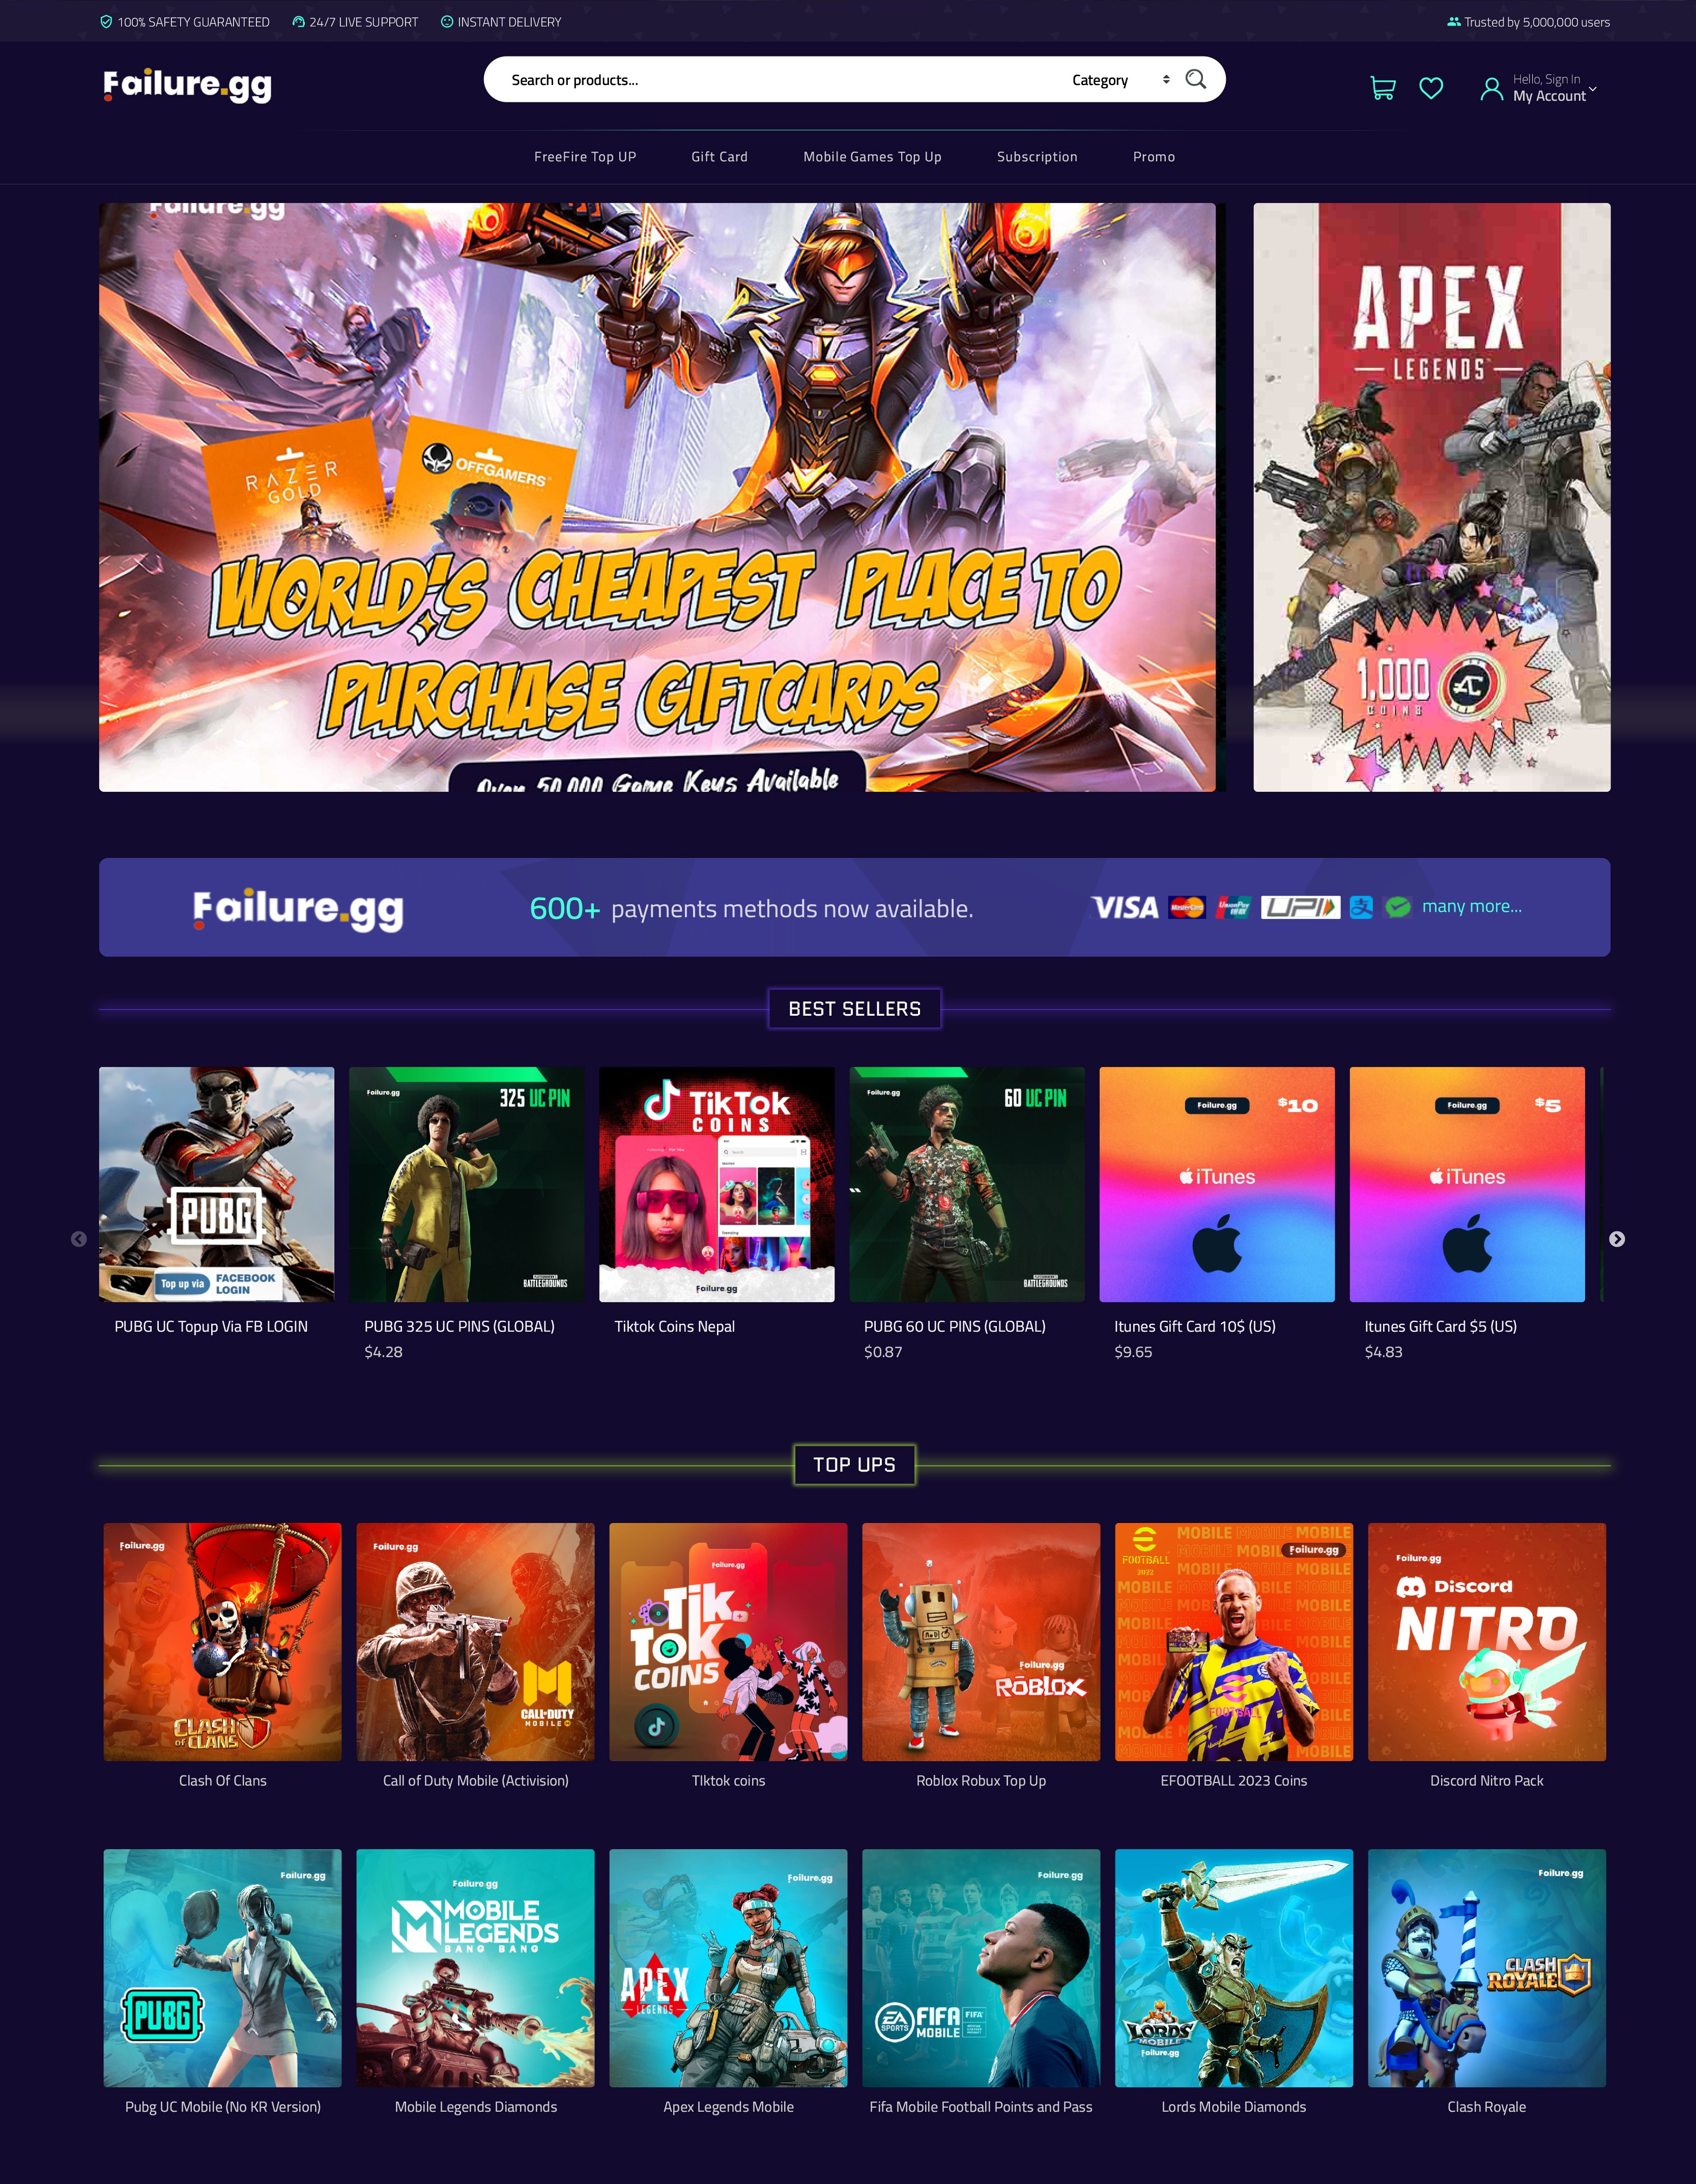 100% SAFETY GUARANTEED 24/7 LIVE SUPPORT INSTANT DELIVERY Trusted by 5,000,000 users
Failure.gg
Search or products... Category
Hello, Sign In
My Account
FreeFire Top UP Gift Card Mobile Games Top Up Subscription Promo
Failure.gg
RAZER
GOLD
OFFGAMERS
WORLD'S CHEAPEST PLACE TO
PURCHASE GIFTCARDS
Over 50,000 Game Keys Available
APEX
LEGENDS
1,000
COINS
Failure.gg 600+ payments methods now available. VISA MasterCard UnionPay UPI 支 many more...
BEST SELLERS
PUBG
Top up via FACEBOOK LOGIN
Failure.gg 325 UC PIN
BATTLEGROUNDS
TikTok
COINS
Failure.gg
Failure.gg 60 UC PIN
BATTLEGROUNDS
Failure.gg $10
iTunes
Failure.gg $5
iTunes
PUBG UC Topup Via FB LOGIN PUBG 325 UC PINS (GLOBAL) Tiktok Coins Nepal PUBG 60 UC PINS (GLOBAL) Itunes Gift Card 10$ (US) Itunes Gift Card $5 (US)
$4.28 $0.87 $9.65 $4.83
TOP UPS
Failure.gg
CLASH
OF CLANS
Failure.gg
CALL OF DUTY
MOBILE
Failure.gg
Tik
Tok
COINS
Failure.gg
ROBLOX
MOBILE MOBILE MOBILE
FOOTBALL
2022
Failure.gg
FOOTBALL
Failure.gg
Discord
NITRO
Clash Of Clans Call of Duty Mobile (Activision) TIktok coins Roblox Robux Top Up EFOOTBALL 2023 Coins Discord Nitro Pack
Failure.gg
PUBG
Failure.gg
MOBILE
LEGENDS
BANG BANG
Failure.gg
APEX
LEGENDS
Failure.gg
EA
SPORTS
FIFA
MOBILE
FIFA
LORDS
MOBILE
Failure.gg
Failure.gg
CLASH
ROYALE
Pubg UC Mobile (No KR Version) Mobile Legends Diamonds Apex Legends Mobile Fifa Mobile Football Points and Pass Lords Mobile Diamonds Clash Royale